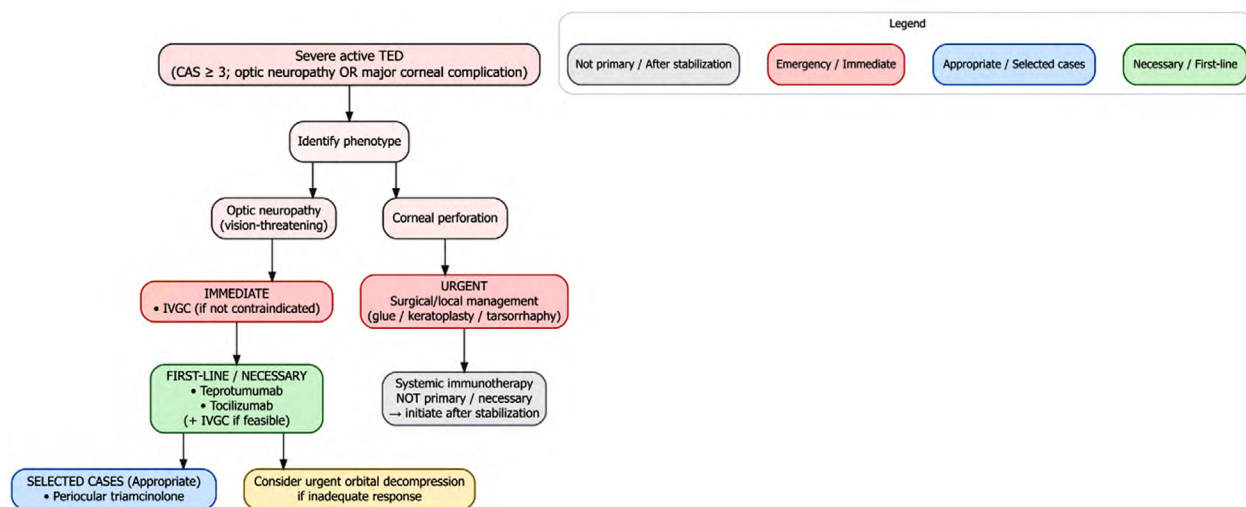 Legend
Not primary / After stabilization
Emergency / Immediate
Appropriate / Selected cases
Necessary / First-line
Severe active TED
(CAS ≥ 3; optic neuropathy OR major corneal complication)
Identify phenotype
Optic neuropathy
(vision-threatening)
Corneal perforation
IMMEDIATE
• IVGC (if not contraindicated)
URGENT
Surgical/local management
(glue / keratoplasty / tarsorrhaphy)
FIRST-LINE / NECESSARY
• Teprotumumab
• Tocilizumab
(+ IVGC if feasible)
Systemic immunotherapy
NOT primary / necessary
→ initiate after stabilization
SELECTED CASES (Appropriate)
• Periocular triamcinolone
Consider urgent orbital decompression
if inadequate response